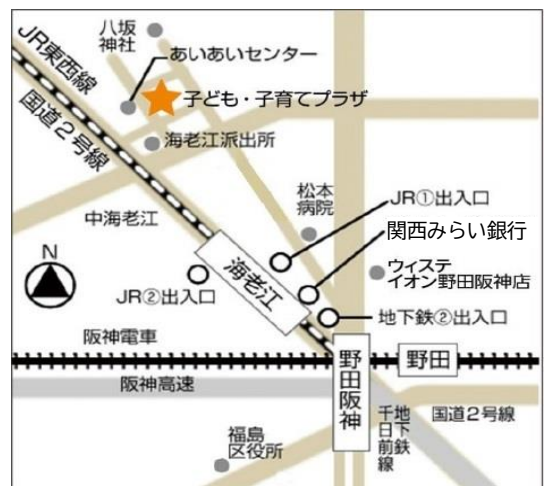 八坂
神社
JR東西線
あいあいセンター
国道2号線
子ども・子育てプラザ
海老江派出所
松本
病院
JR①出入口
中海老江
関西みらい銀行
N
海老江
ウィステ
イオン野田阪神店
JR②出入口
地下鉄②出入口
阪神電車
野田阪神
野田
阪神高速
千日前線
地下鉄
国道2号線
福島
区役所